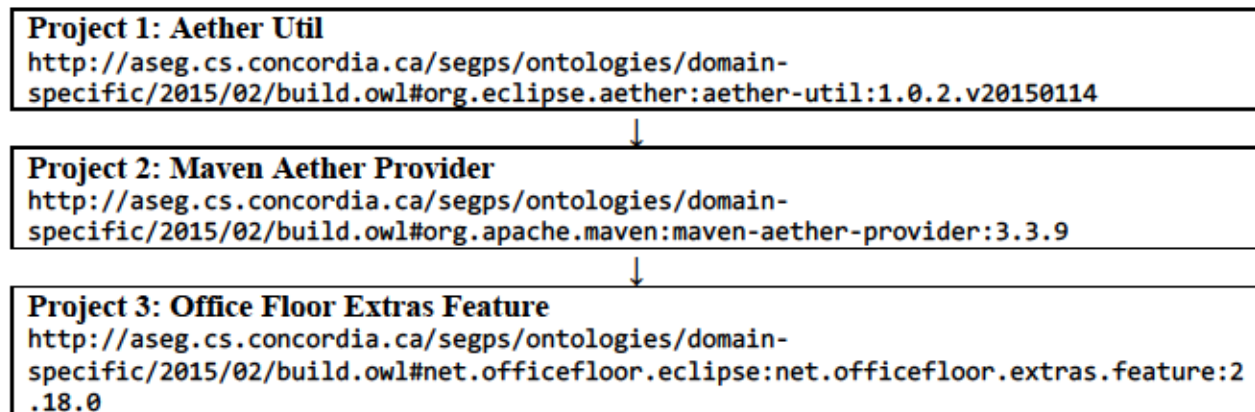 Project 1: Aether Util
http://aseg.cs.concordia.ca/segps/ontologies/domain-
specific/2015/02/build.owl#org.eclipse.aether:aether-util:1.0.2.v20150114
↓
Project 2: Maven Aether Provider
http://aseg.cs.concordia.ca/segps/ontologies/domain-
specific/2015/02/build.owl#org.apache.maven:maven-aether-provider:3.3.9
↓
Project 3: Office Floor Extras Feature
http://aseg.cs.concordia.ca/segps/ontologies/domain-
specific/2015/02/build.owl#net.officefloor.eclipse:net.officefloor.extras.feature:2
.18.0